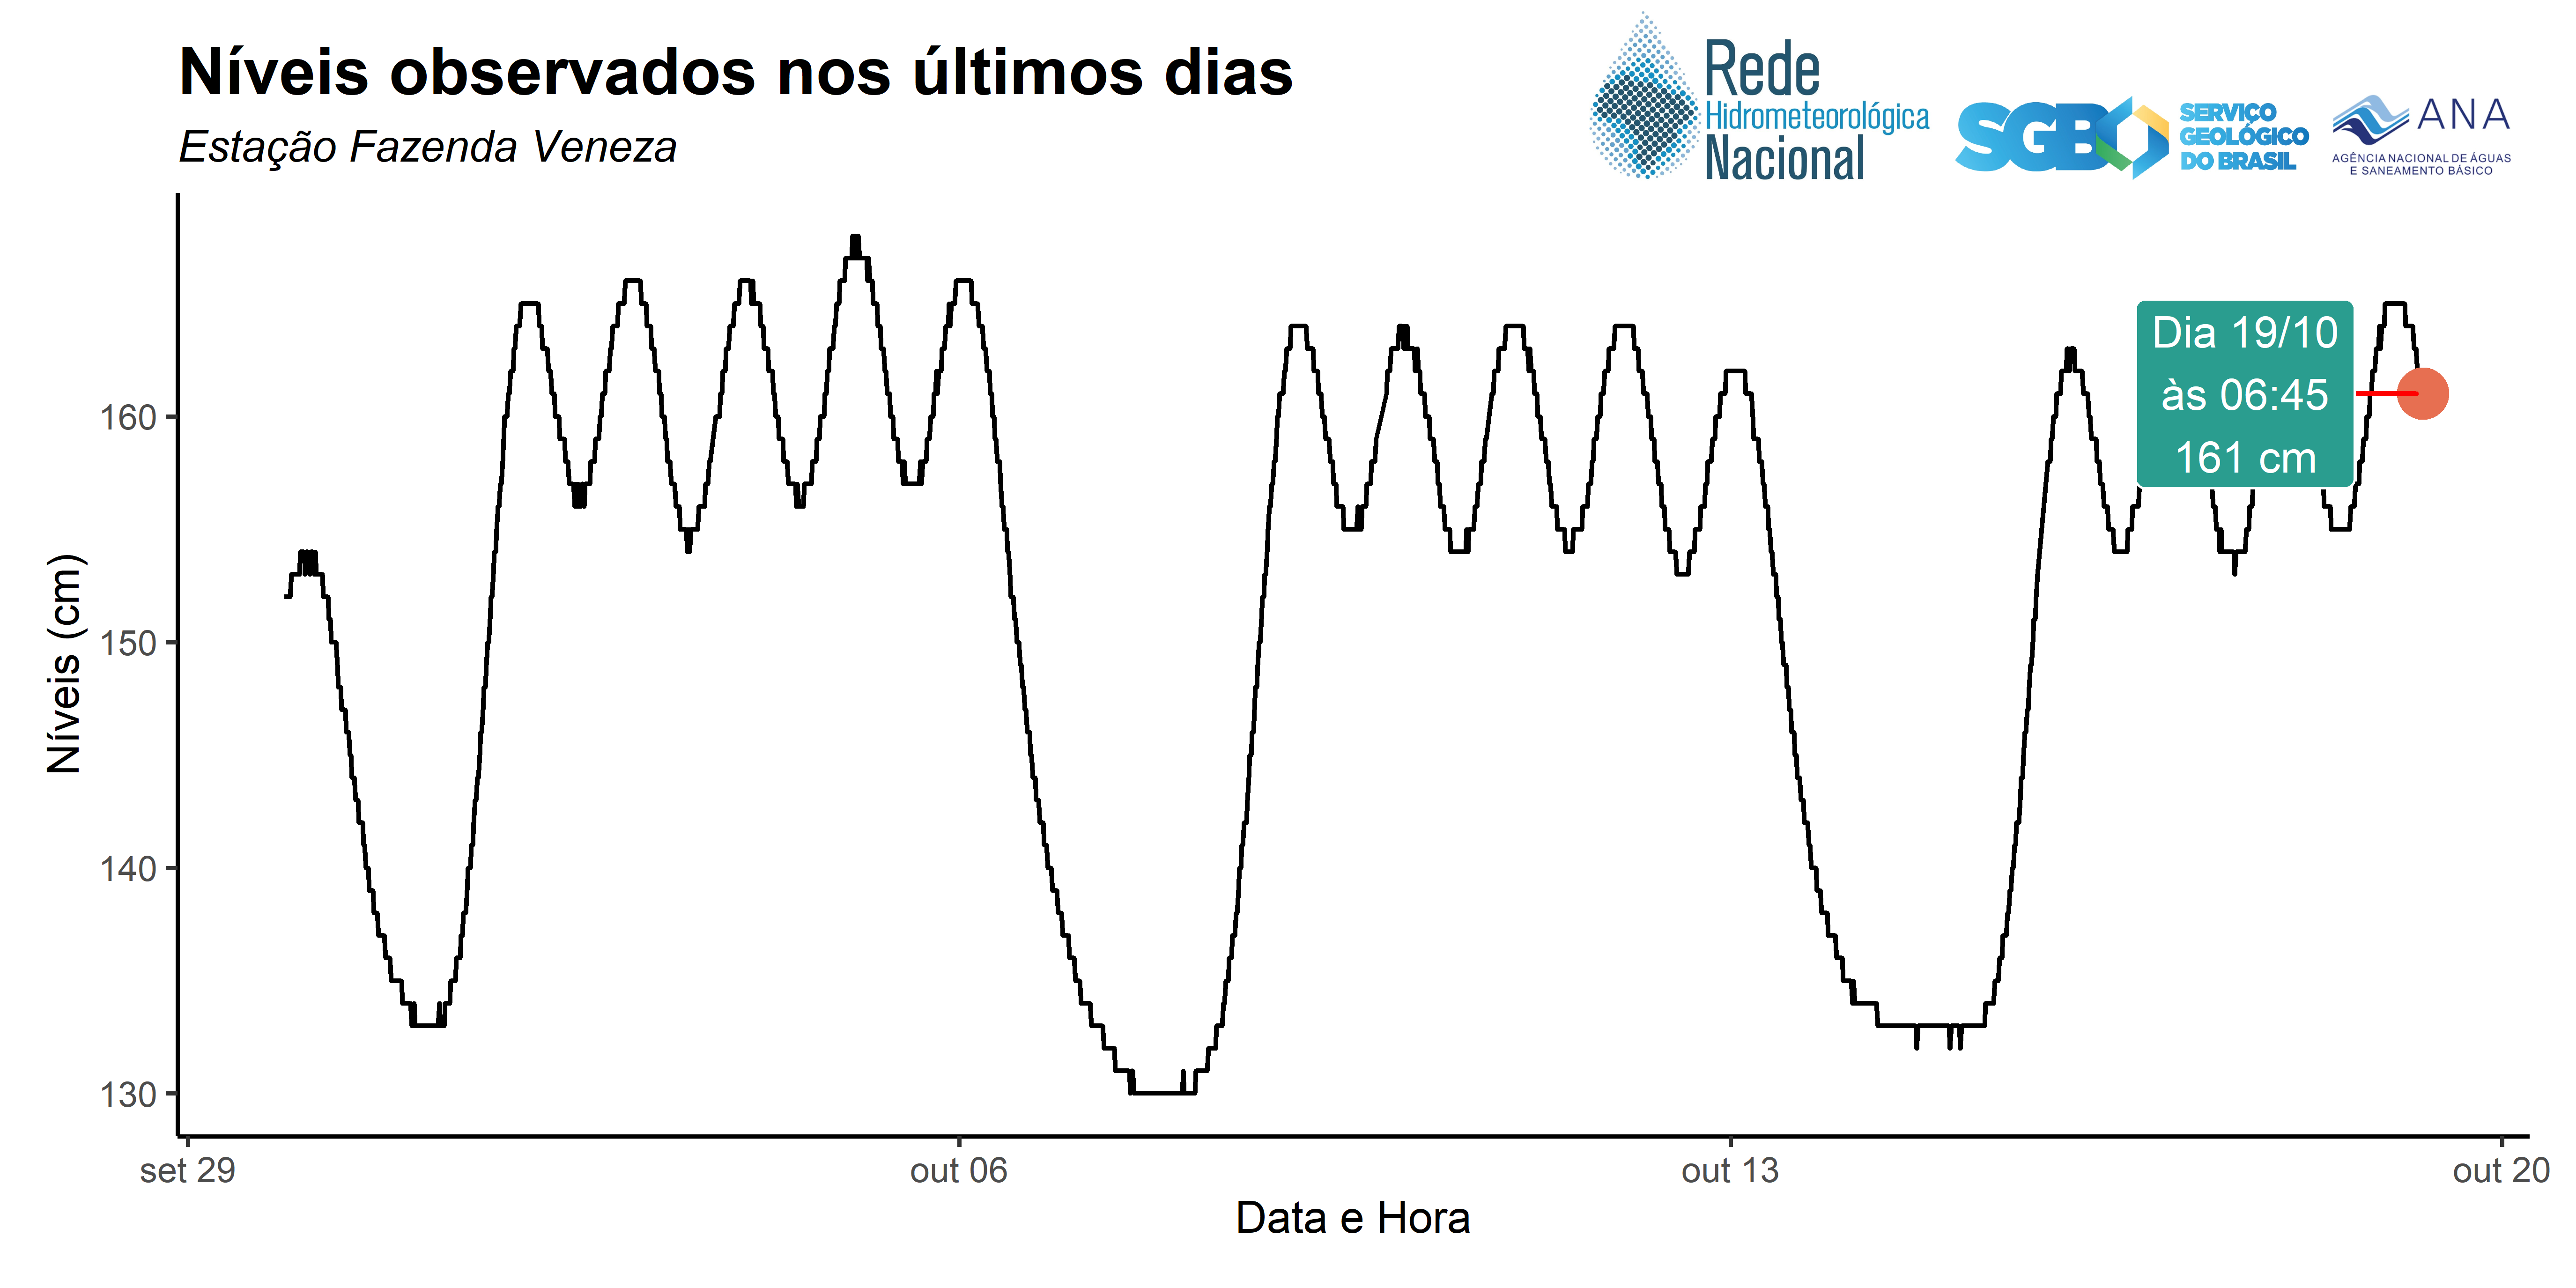 Níveis observados nos últimos dias
Estação Fazenda Veneza
Rede
Hidrometeorológica
Nacional
SGB
SERVIÇO
GEOLÓGICO
DO BRASIL
ANA
AGÊNCIA NACIONAL DE ÁGUAS
E SANEAMENTO BÁSICO
Dia 19/10
às 06:45
161 cm
Níveis (cm)
160
150
140
130
set 29
out 06
out 13
out 20
Data e Hora